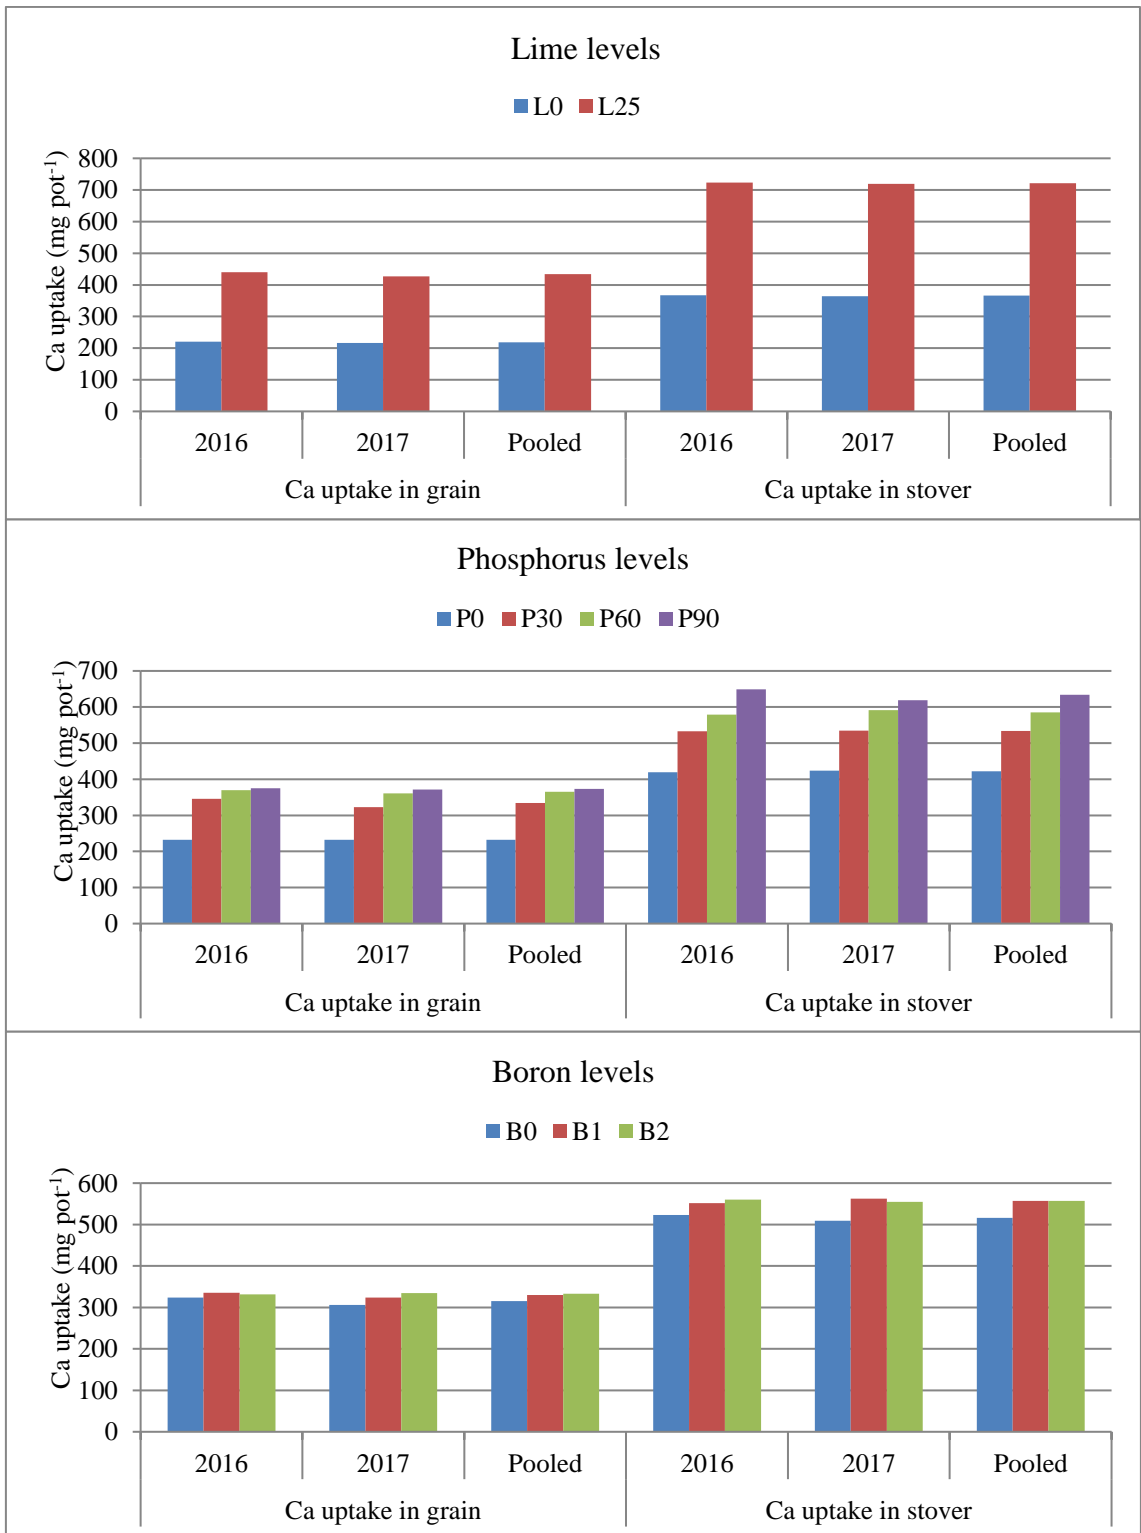 Lime levels
L0 L25
Ca uptake (mg pot⁻¹)
800
700
600
500
400
300
200
100
0
2016 2017 Pooled 2016 2017 Pooled
Ca uptake in grain Ca uptake in stover
Phosphorus levels
P0 P30 P60 P90
Ca uptake (mg pot⁻¹)
700
600
500
400
300
200
100
0
2016 2017 Pooled 2016 2017 Pooled
Ca uptake in grain Ca uptake in stover
Boron levels
B0 B1 B2
Ca uptake (mg pot⁻¹)
600
500
400
300
200
100
0
2016 2017 Pooled 2016 2017 Pooled
Ca uptake in grain Ca uptake in stover